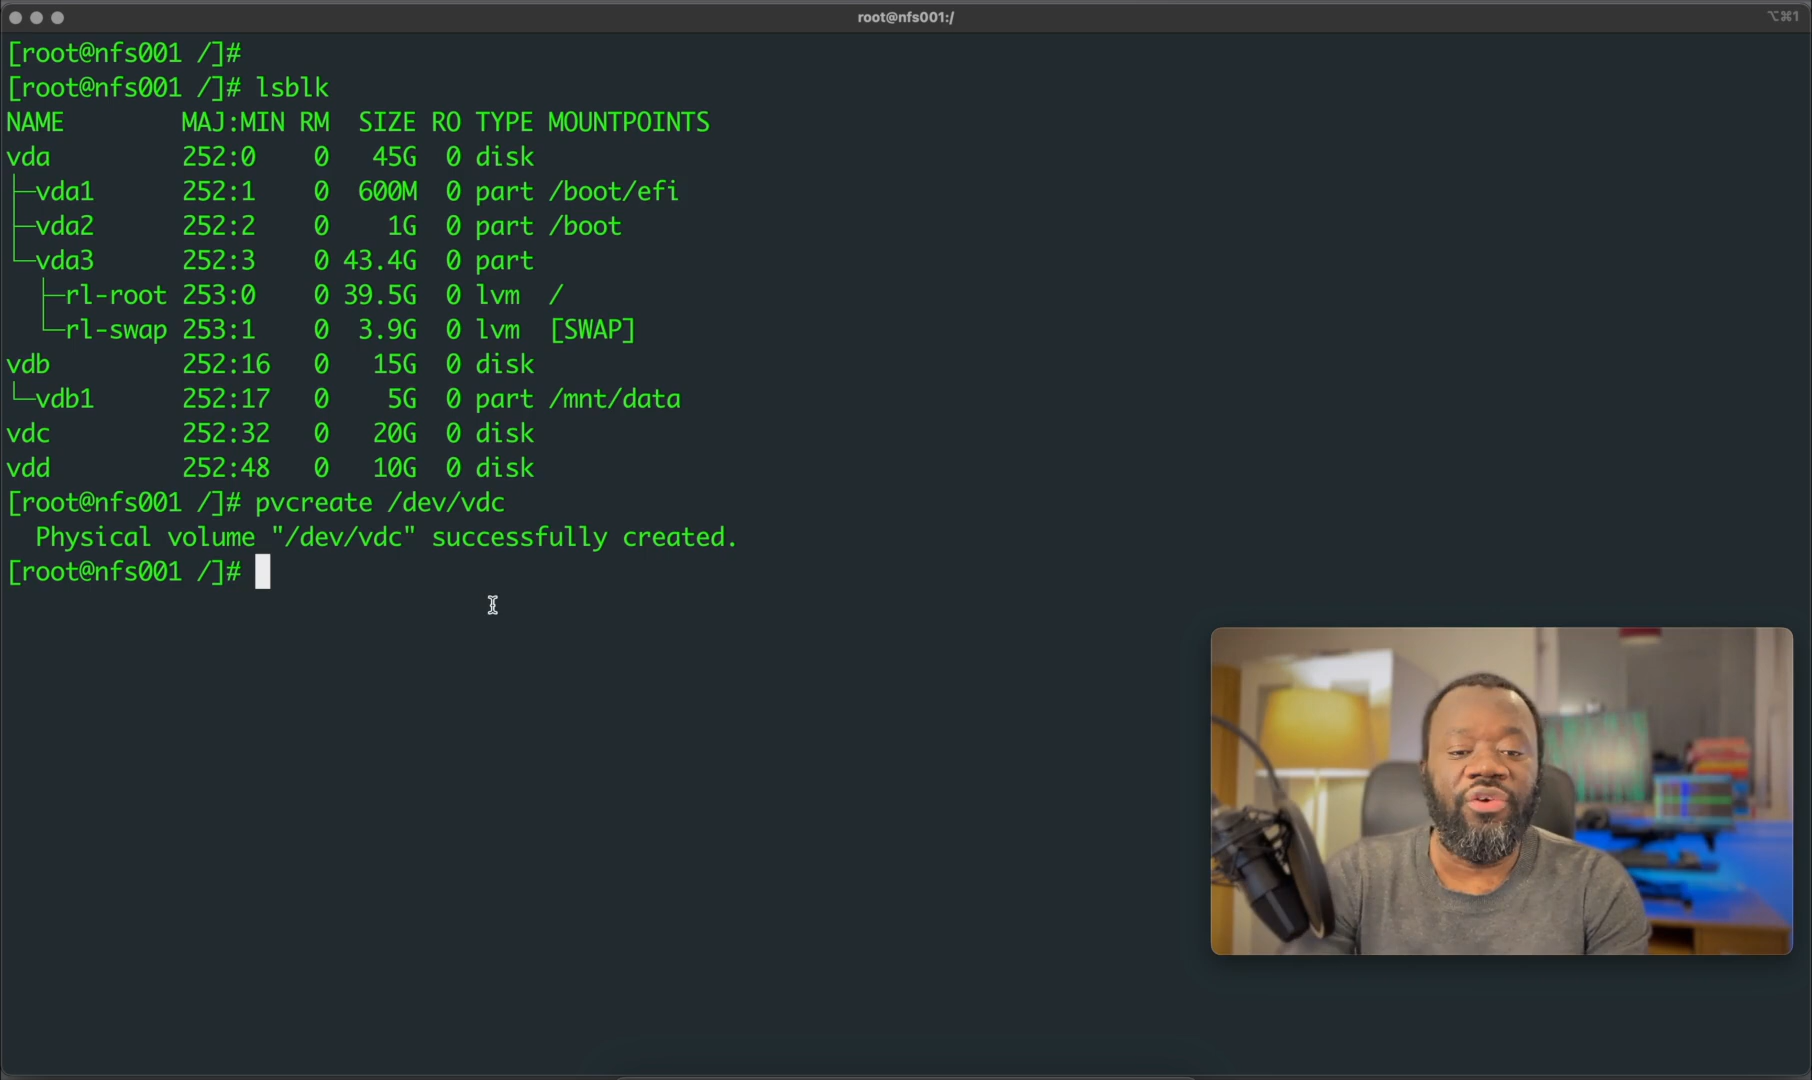 root@nfs001:/
⌥⌘1
[root@nfs001 /]#
[root@nfs001 /]# lsblk
NAME        MAJ:MIN RM  SIZE RO TYPE MOUNTPOINTS
vda         252:0    0   45G  0 disk
├─vda1      252:1    0  600M  0 part /boot/efi
├─vda2      252:2    0    1G  0 part /boot
└─vda3      252:3    0 43.4G  0 part
  ├─rl-root 253:0    0 39.5G  0 lvm  /
  └─rl-swap 253:1    0  3.9G  0 lvm  [SWAP]
vdb         252:16   0   15G  0 disk
└─vdb1      252:17   0    5G  0 part /mnt/data
vdc         252:32   0   20G  0 disk
vdd         252:48   0   10G  0 disk
[root@nfs001 /]# pvcreate /dev/vdc
  Physical volume "/dev/vdc" successfully created.
[root@nfs001 /]#